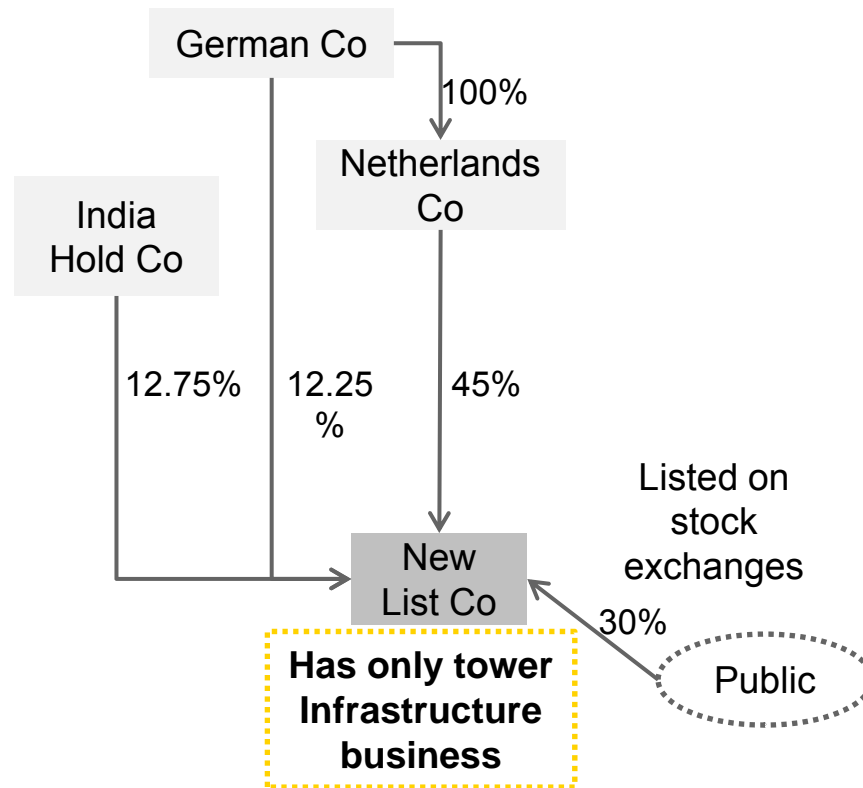 German Co
100%
Netherlands
Co
India
Hold Co
12.75%
12.25
%
45%
Listed on
stock
exchanges
New
List Co
30%
Public
Has only tower
Infrastructure
business